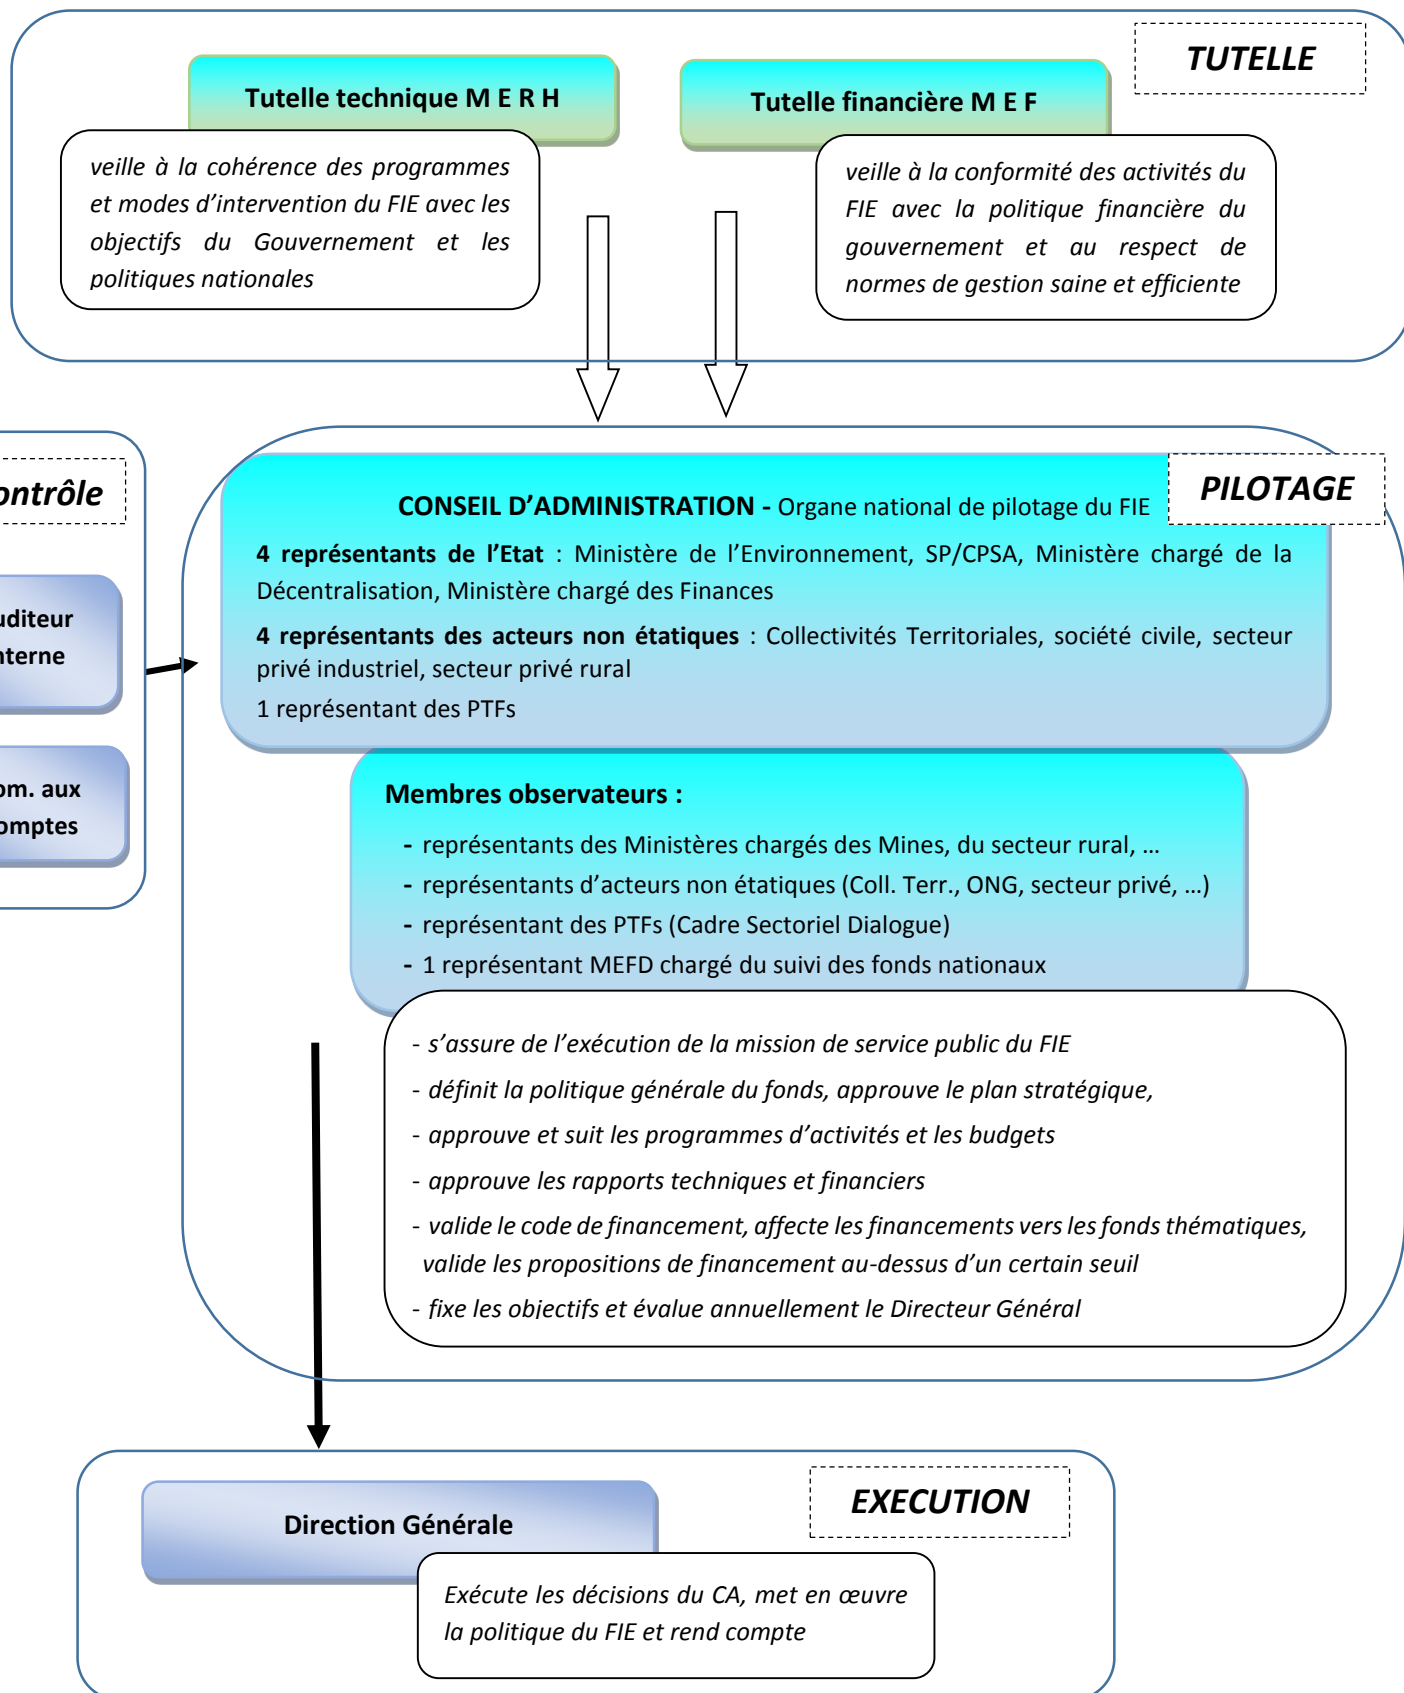 TUTELLE
Tutelle technique M E R H
Tutelle financière M E F
veille à la cohérence des programmes
et modes d’intervention du FIE avec les
objectifs du Gouvernement et les
politiques nationales
veille à la conformité des activités du
FIE avec la politique financière du
gouvernement et au respect de
normes de gestion saine et efficiente
ontrôle
uditeur
nterne
om. aux
omptes
PILOTAGE
CONSEIL D’ADMINISTRATION - Organe national de pilotage du FIE
4 représentants de l’Etat : Ministère de l’Environnement, SP/CPSA, Ministère chargé de la
Décentralisation, Ministère chargé des Finances
4 représentants des acteurs non étatiques : Collectivités Territoriales, société civile, secteur
privé industriel, secteur privé rural
1 représentant des PTFs
Membres observateurs :
- représentants des Ministères chargés des Mines, du secteur rural, …
- représentants d’acteurs non étatiques (Coll. Terr., ONG, secteur privé, …)
- représentant des PTFs (Cadre Sectoriel Dialogue)
- 1 représentant MEFD chargé du suivi des fonds nationaux
- s’assure de l’exécution de la mission de service public du FIE
- définit la politique générale du fonds, approuve le plan stratégique,
- approuve et suit les programmes d’activités et les budgets
- approuve les rapports techniques et financiers
- valide le code de financement, affecte les financements vers les fonds thématiques,
valide les propositions de financement au-dessus d’un certain seuil
- fixe les objectifs et évalue annuellement le Directeur Général
EXECUTION
Direction Générale
Exécute les décisions du CA, met en œuvre
la politique du FIE et rend compte